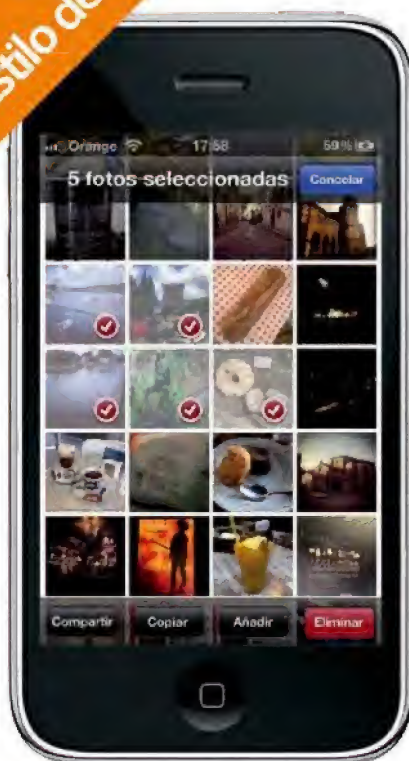 stilo de
Orange 17:58 59 %
5 fotos seleccionadas Cancelar
Compartir Copiar Añadir Eliminar